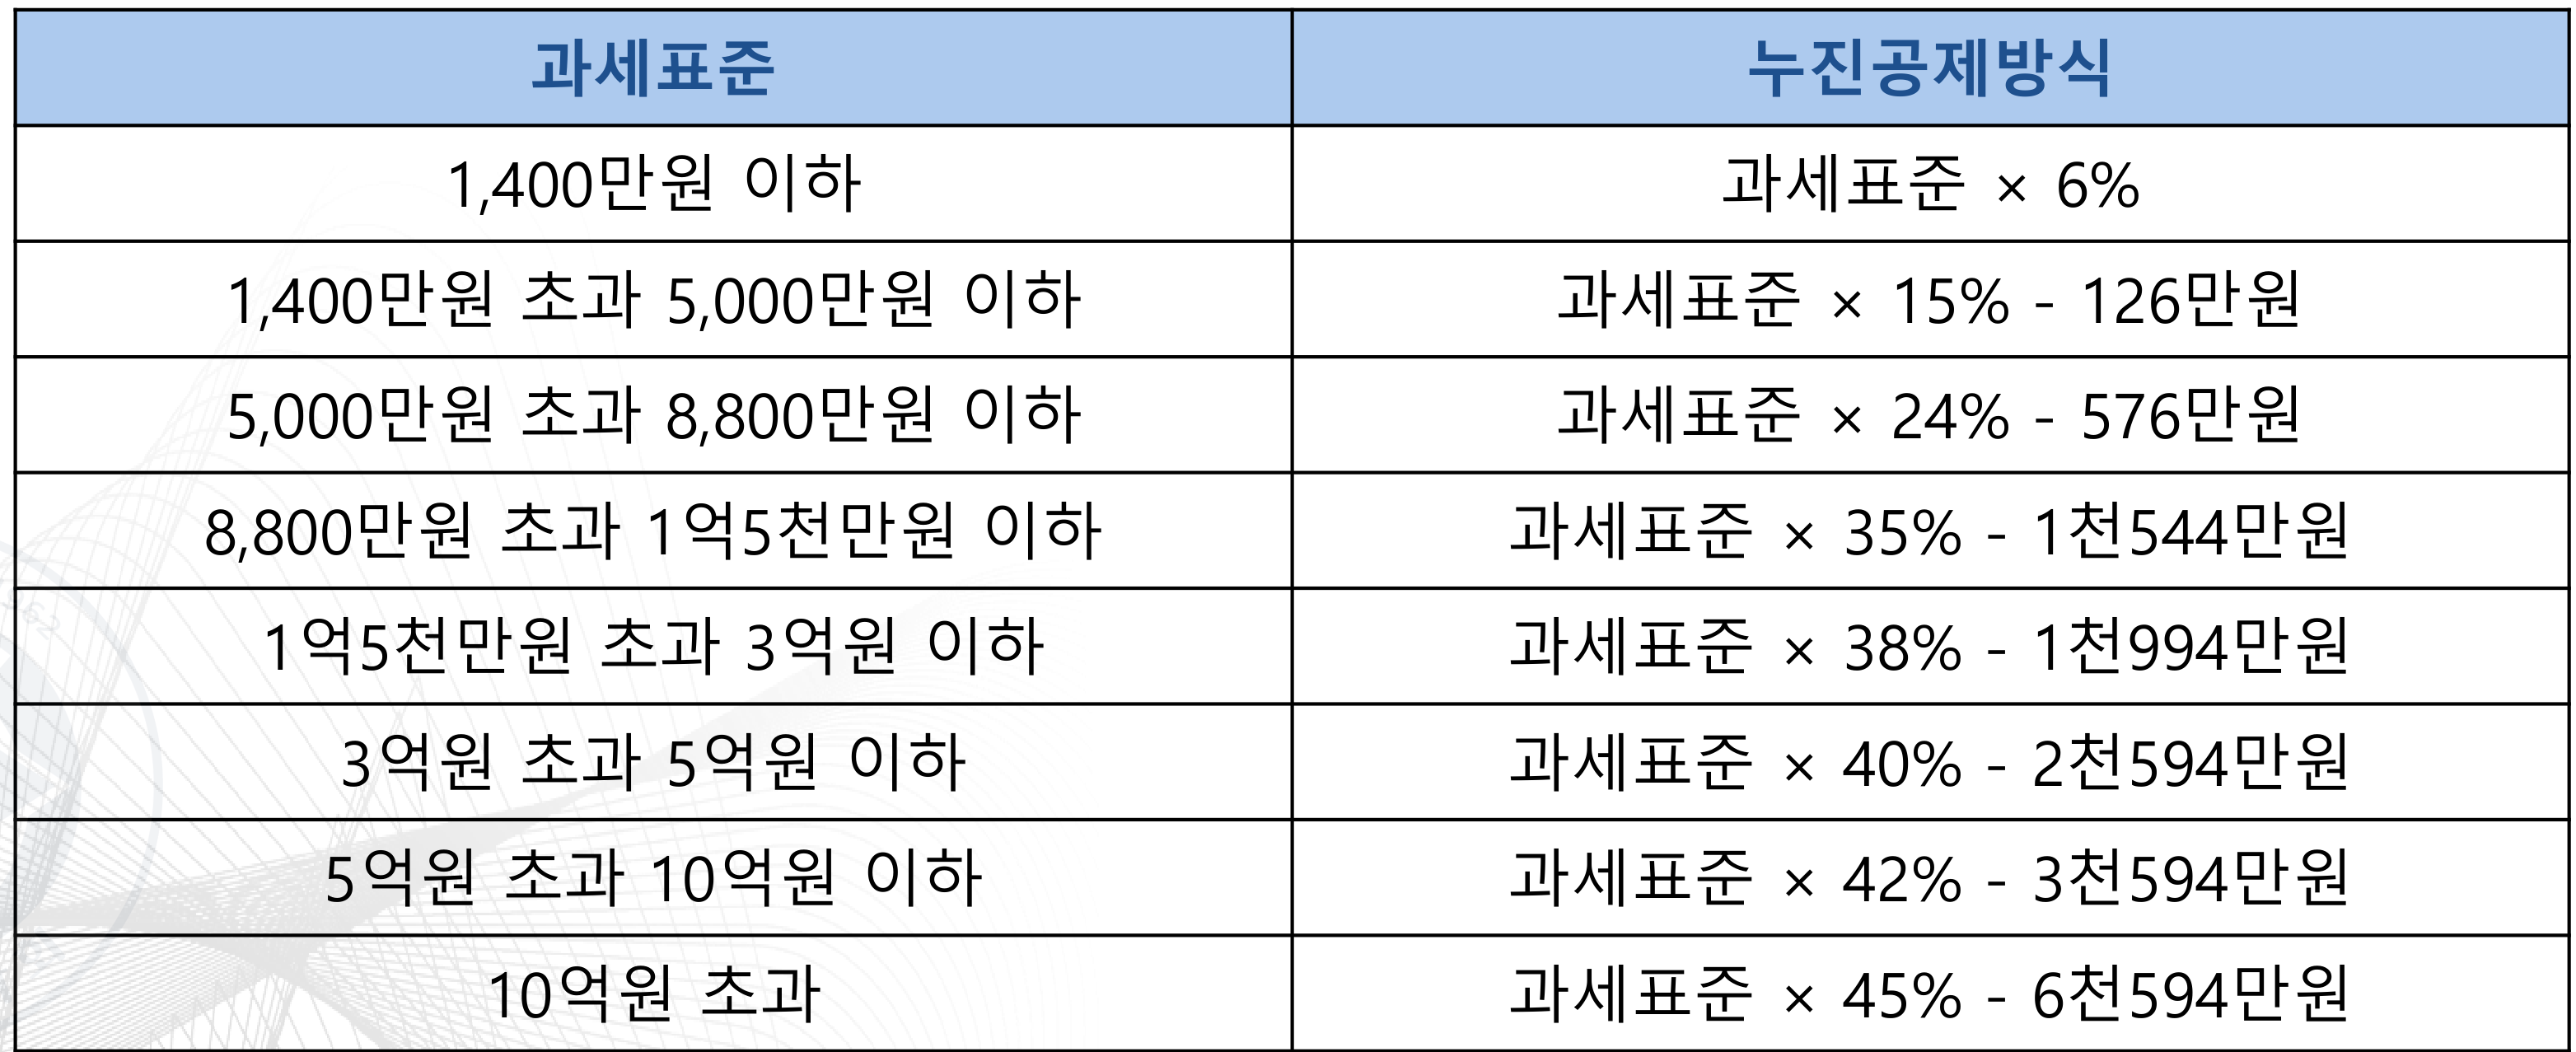 과세표준 누진공제방식
1,400만원 이하 과세표준 × 6%
1,400만원 초과 5,000만원 이하 과세표준 × 15% - 126만원
5,000만원 초과 8,800만원 이하 과세표준 × 24% - 576만원
8,800만원 초과 1억5천만원 이하 과세표준 × 35% - 1천544만원
1억5천만원 초과 3억원 이하 과세표준 × 38% - 1천994만원
3억원 초과 5억원 이하 과세표준 × 40% - 2천594만원
5억원 초과 10억원 이하 과세표준 × 42% - 3천594만원
10억원 초과 과세표준 × 45% - 6천594만원